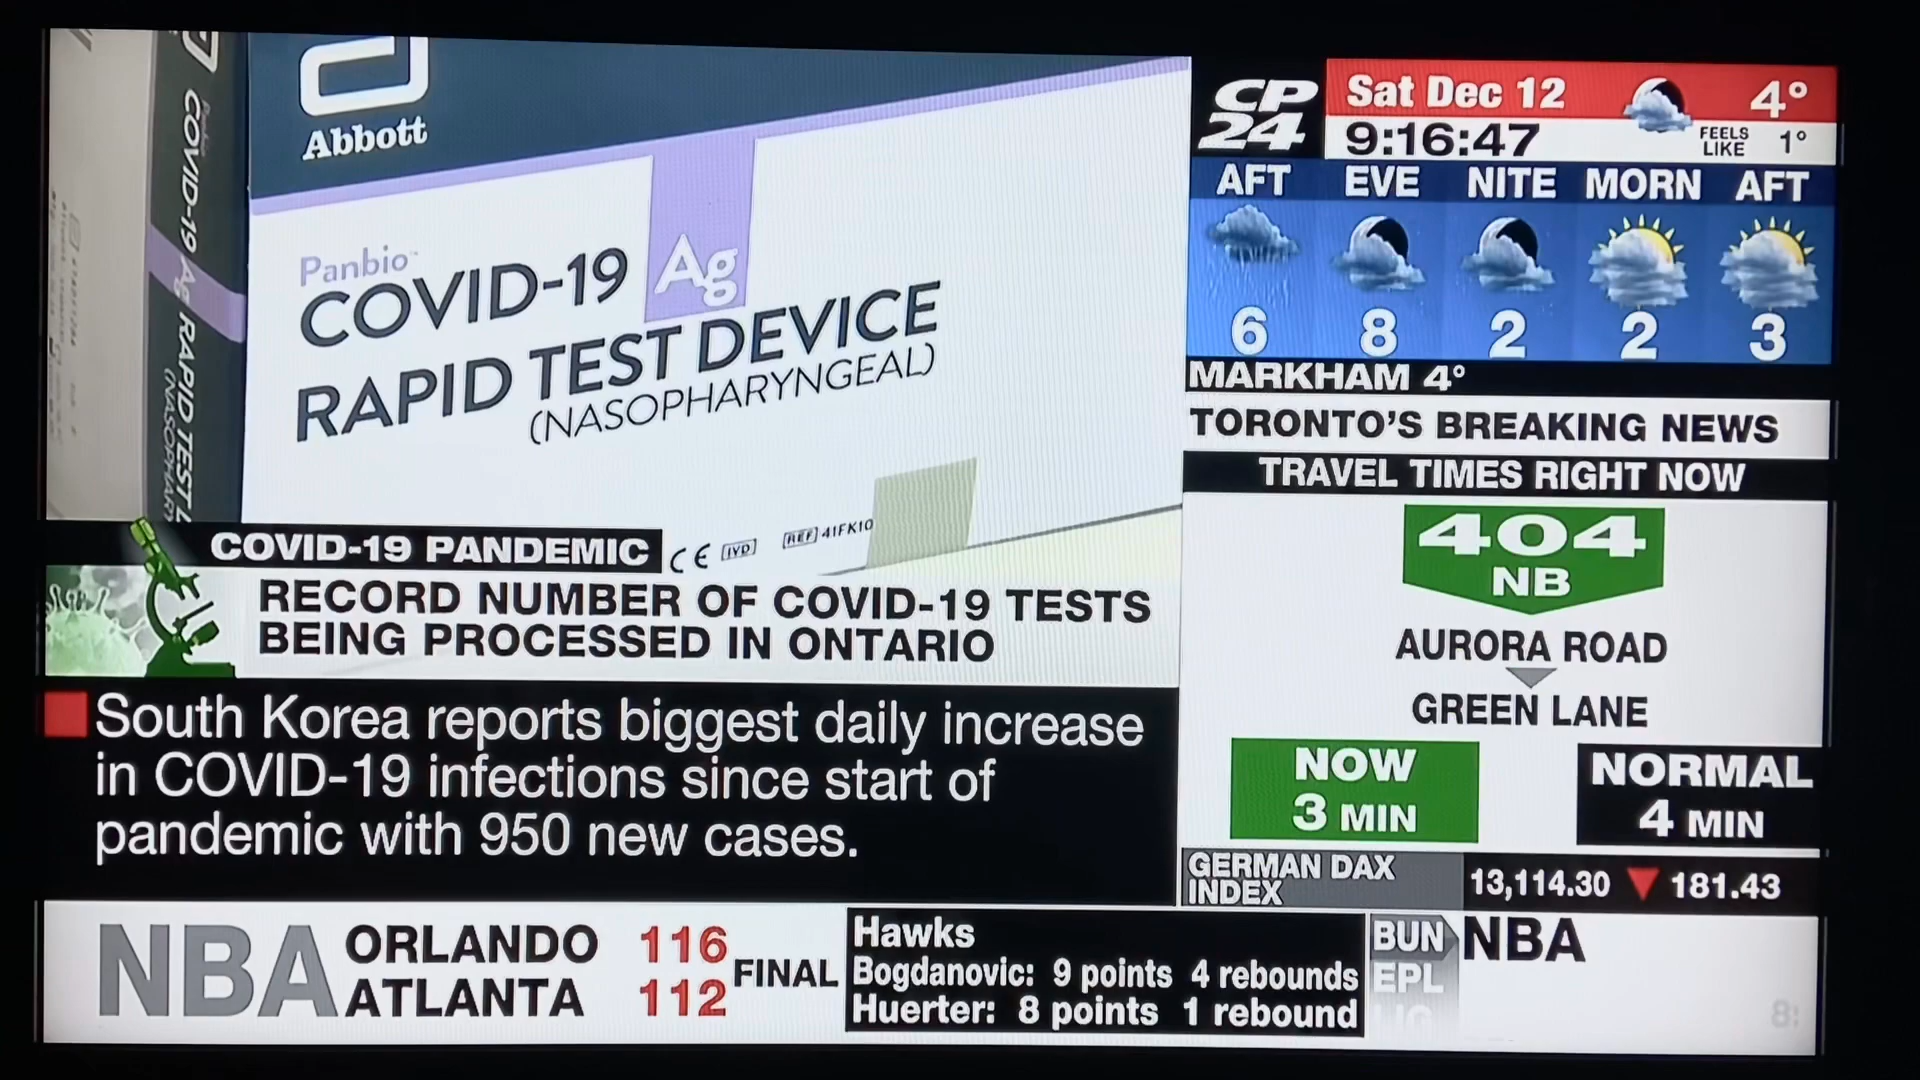 Abbott
Panbio
COVID-19 Ag
RAPID TEST DEVICE
(NASOPHARYNGEAL)
CE IVD REF 41FK10
COVID-19 Ag RAPID TEST
COVID-19 PANDEMIC
RECORD NUMBER OF COVID-19 TESTS
BEING PROCESSED IN ONTARIO
South Korea reports biggest daily increase
in COVID-19 infections since start of
pandemic with 950 new cases.
CP
24
Sat Dec 12
4°
9:16:47
FEELS
LIKE 1°
AFT EVE NITE MORN AFT
6 8 2 2 3
MARKHAM 4°
TORONTO'S BREAKING NEWS
TRAVEL TIMES RIGHT NOW
404
NB
AURORA ROAD
GREEN LANE
NOW
3 MIN
NORMAL
4 MIN
GERMAN DAX
INDEX
13,114.30 181.43
NBA
ORLANDO 116
ATLANTA 112
FINAL
Hawks
Bogdanovic: 9 points 4 rebounds
Huerter: 8 points 1 rebound
BUN
EPL
NBA